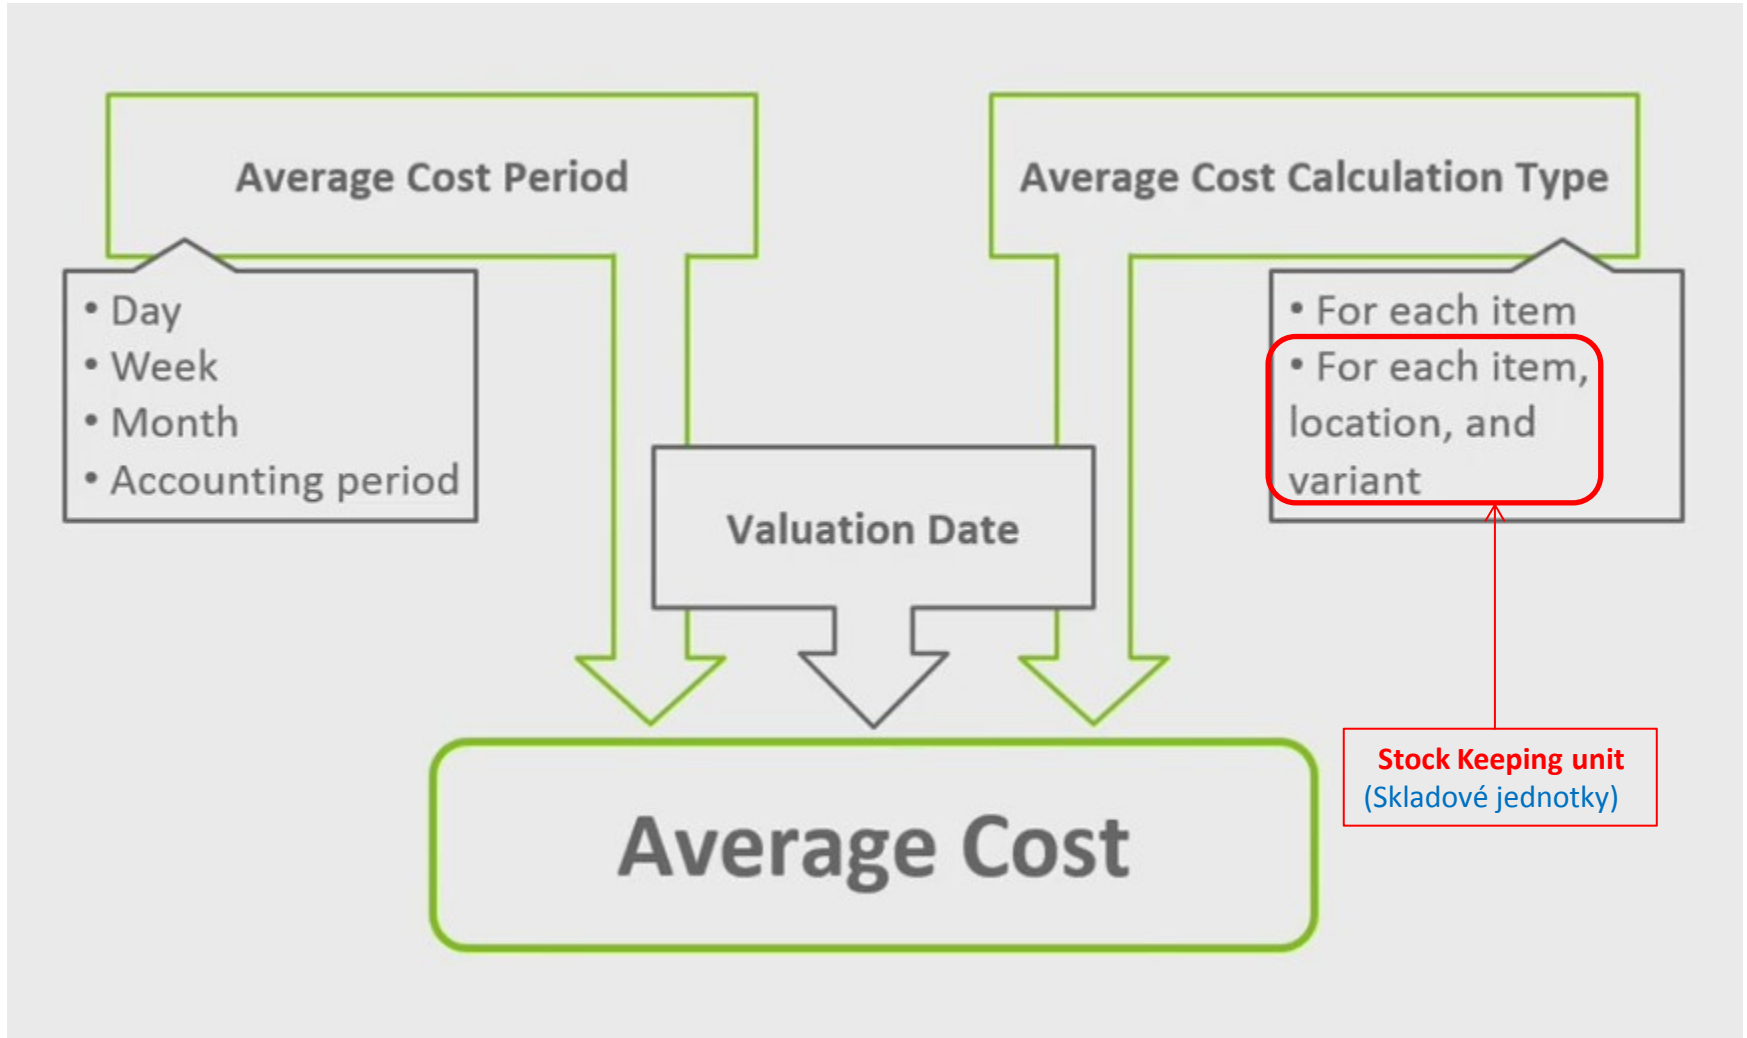 Average Cost Period
• Day
• Week
• Month
• Accounting period
Average Cost Calculation Type
• For each item
• For each item,
location, and
variant
Valuation Date
Stock Keeping unit
(Skladové jednotky)
Average Cost